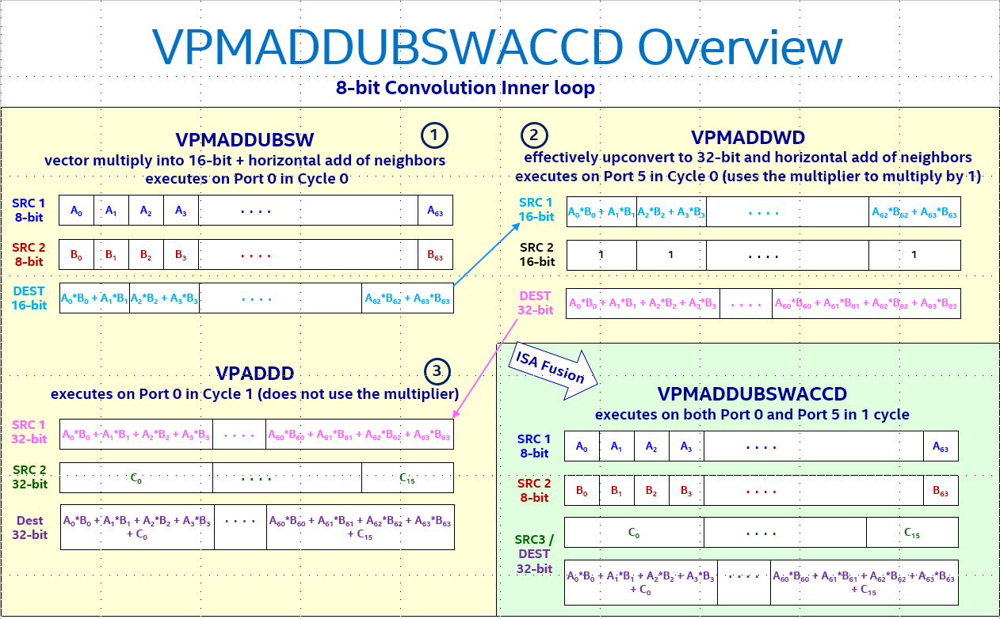 VPMADDUBSWACCD Overview
8-bit Convolution Inner loop
VPMADDUBSW
1
vector multiply into 16-bit + horizontal add of neighbors
executes on Port 0 in Cycle 0
SRC 1
8-bit
A₀ A₁ A₂ A₃ . . . . A₆₃
SRC 2
8-bit
B₀ B₁ B₂ B₃ . . . . B₆₃
DEST
16-bit
A₀*B₀ + A₁*B₁ A₂*B₂ + A₃*B₃ . . . . A₆₂*B₆₂ + A₆₃*B₆₃
2
VPMADDWD
effectively upconvert to 32-bit and horizontal add of neighbors
executes on Port 5 in Cycle 0 (uses the multiplier to multiply by 1)
SRC 1
16-bit
A₀*B₀ + A₁*B₁ A₂*B₂ + A₃*B₃ . . . . A₆₂*B₆₂ + A₆₃*B₆₃
SRC 2
16-bit
1 1 . . . . 1
DEST
32-bit
A₀*B₀ + A₁*B₁ + A₂*B₂ + A₃*B₃ . . . . A₆₀*B₆₀ + A₆₁*B₆₁ + A₆₂*B₆₂ + A₆₃*B₆₃
VPADDD
3
executes on Port 0 in Cycle 1 (does not use the multiplier)
SRC 1
32-bit
A₀*B₀ + A₁*B₁ + A₂*B₂ + A₃*B₃ . . . . A₆₀*B₆₀ + A₆₁*B₆₁ + A₆₂*B₆₂ + A₆₃*B₆₃
SRC 2
32-bit
C₀ . . . . C₁₅
Dest
32-bit
A₀*B₀ + A₁*B₁ + A₂*B₂ + A₃*B₃ . . . . A₆₀*B₆₀ + A₆₁*B₆₁ + A₆₂*B₆₂ + A₆₃*B₆₃
+ C₀ + C₁₅
ISA Fusion
VPMADDUBSWACCD
executes on both Port 0 and Port 5 in 1 cycle
SRC 1
8-bit
A₀ A₁ A₂ A₃ . . . . A₆₃
SRC 2
8-bit
B₀ B₁ B₂ B₃ . . . . B₆₃
SRC3 /
DEST
32-bit
C₀ . . . . C₁₅
A₀*B₀ + A₁*B₁ + A₂*B₂ + A₃*B₃ . . . . A₆₀*B₆₀ + A₆₁*B₆₁ + A₆₂*B₆₂ + A₆₃*B₆₃
+ C₀ + C₁₅